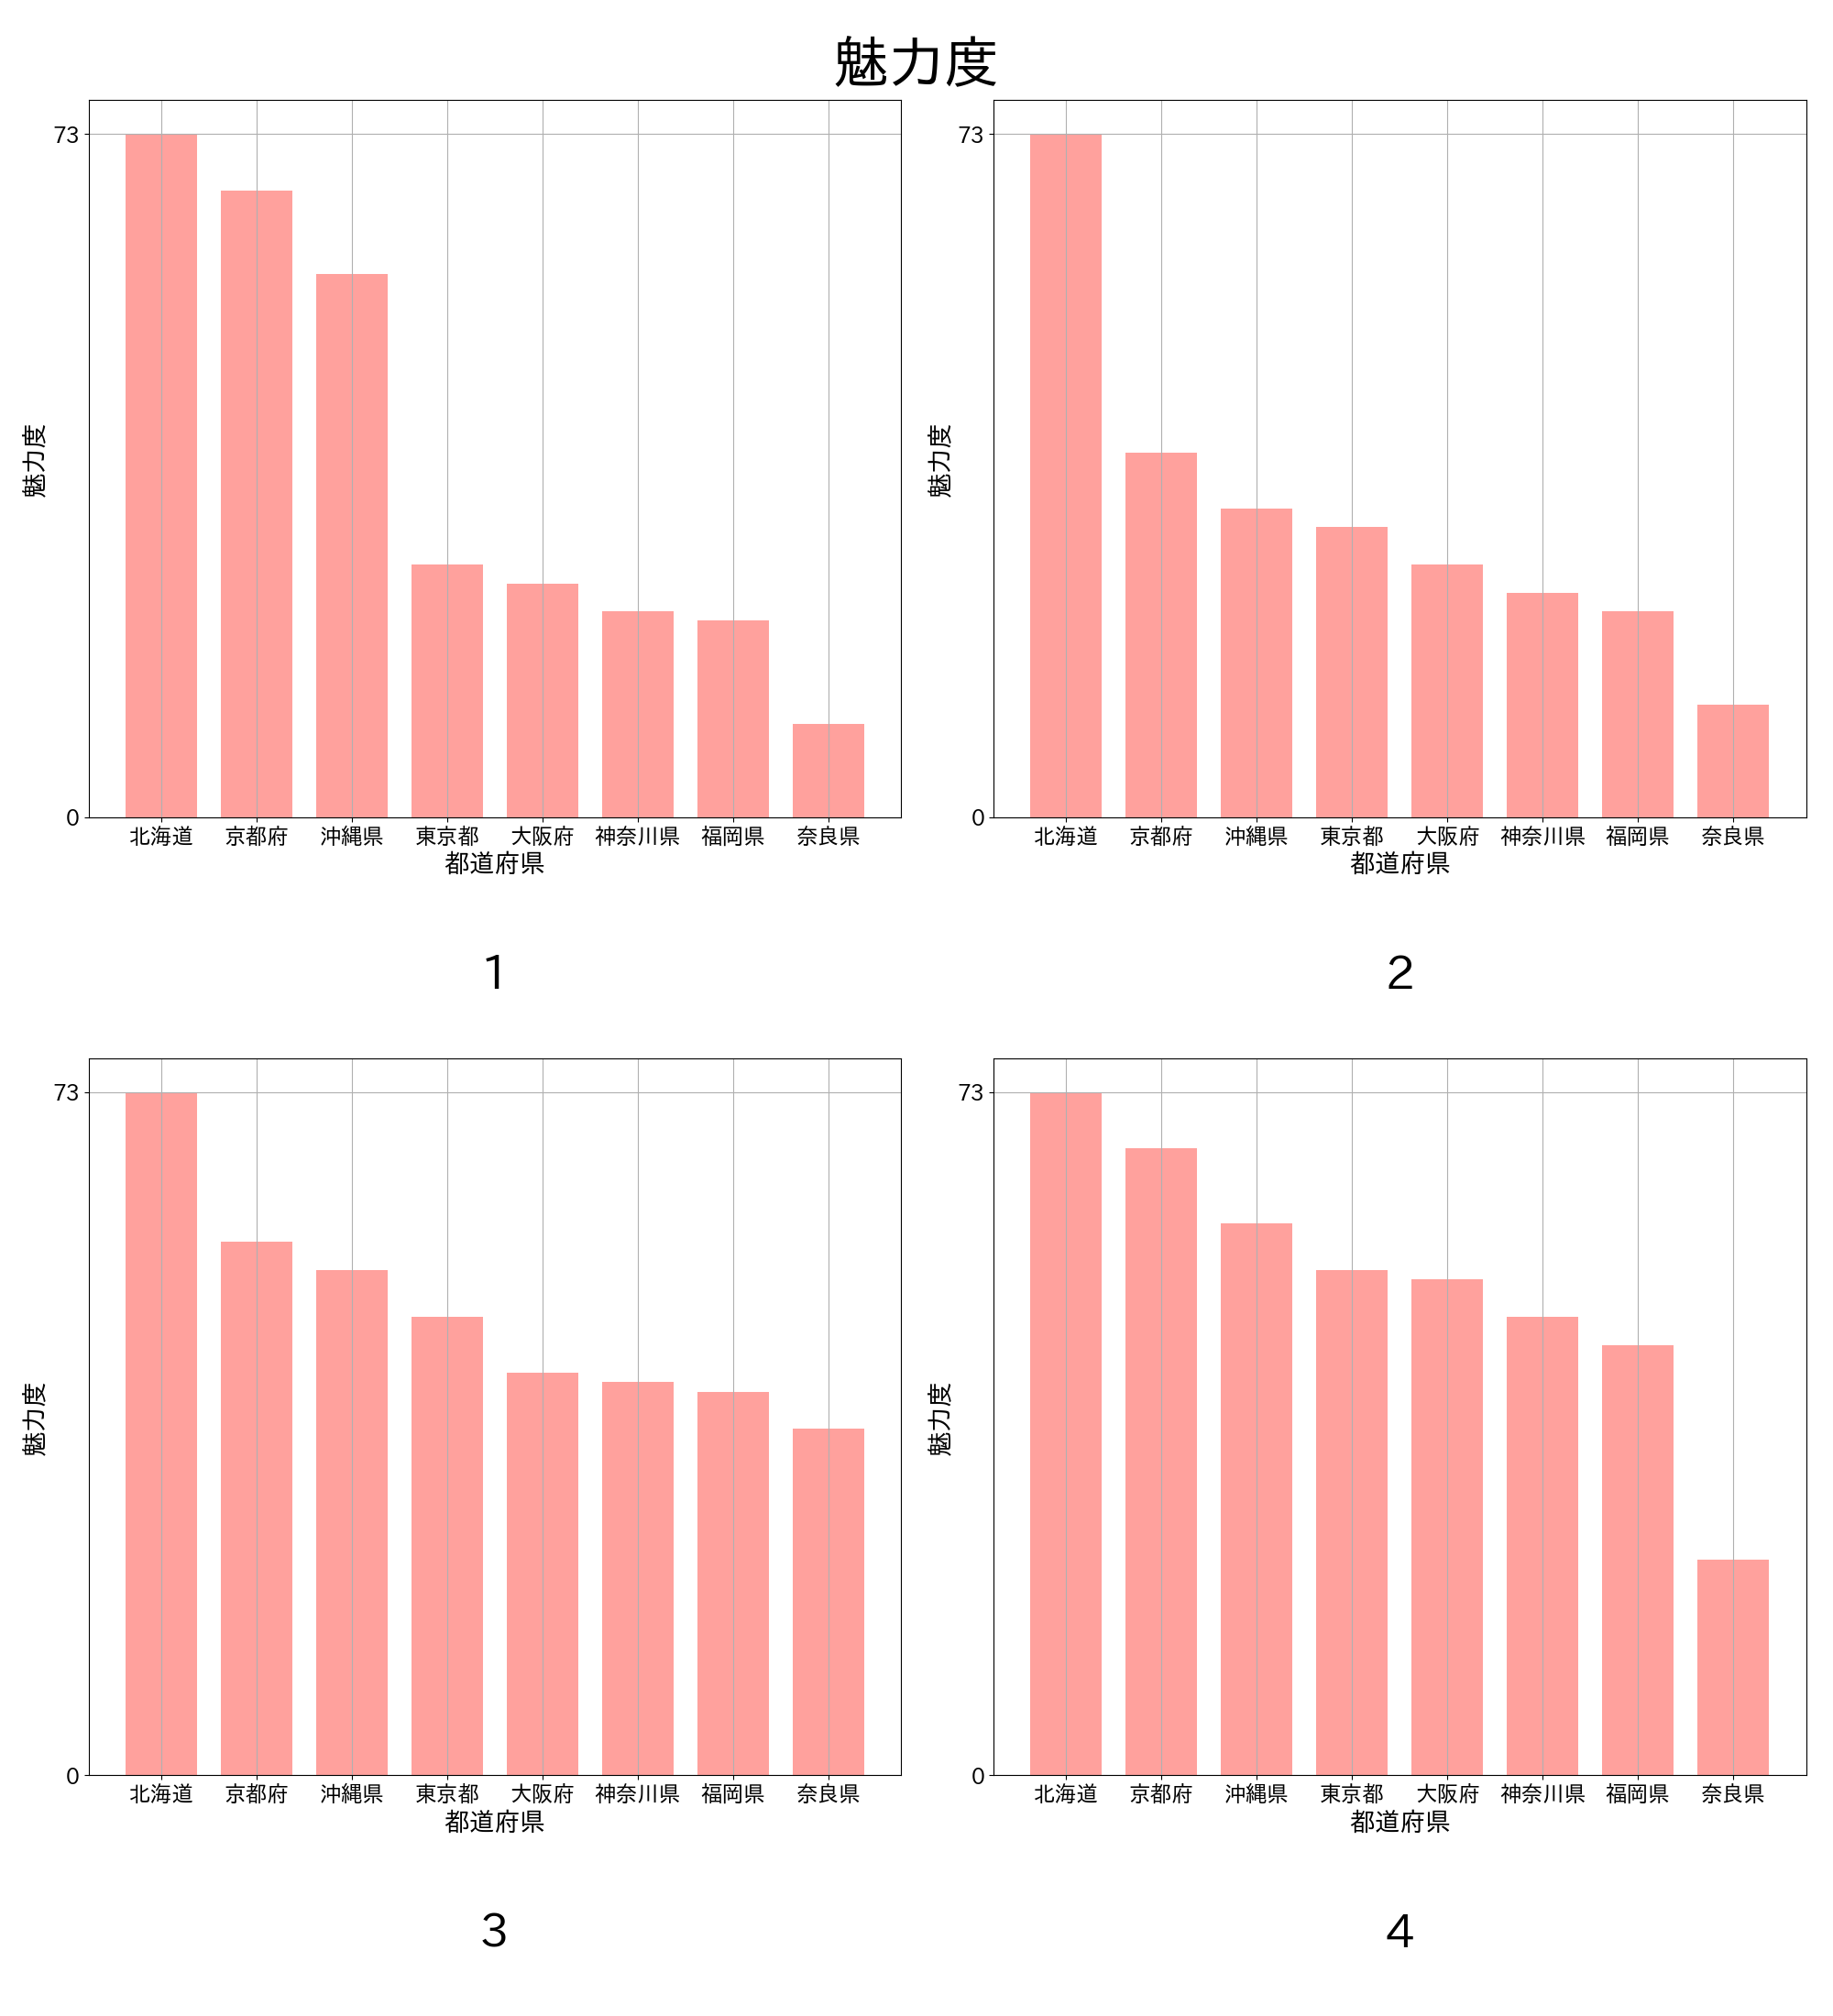 魅力度
73
0
魅力度
北海道 京都府 沖縄県 東京都 大阪府 神奈川県 福岡県 奈良県
都道府県
1
73
0
魅力度
北海道 京都府 沖縄県 東京都 大阪府 神奈川県 福岡県 奈良県
都道府県
2
73
0
魅力度
北海道 京都府 沖縄県 東京都 大阪府 神奈川県 福岡県 奈良県
都道府県
3
73
0
魅力度
北海道 京都府 沖縄県 東京都 大阪府 神奈川県 福岡県 奈良県
都道府県
4